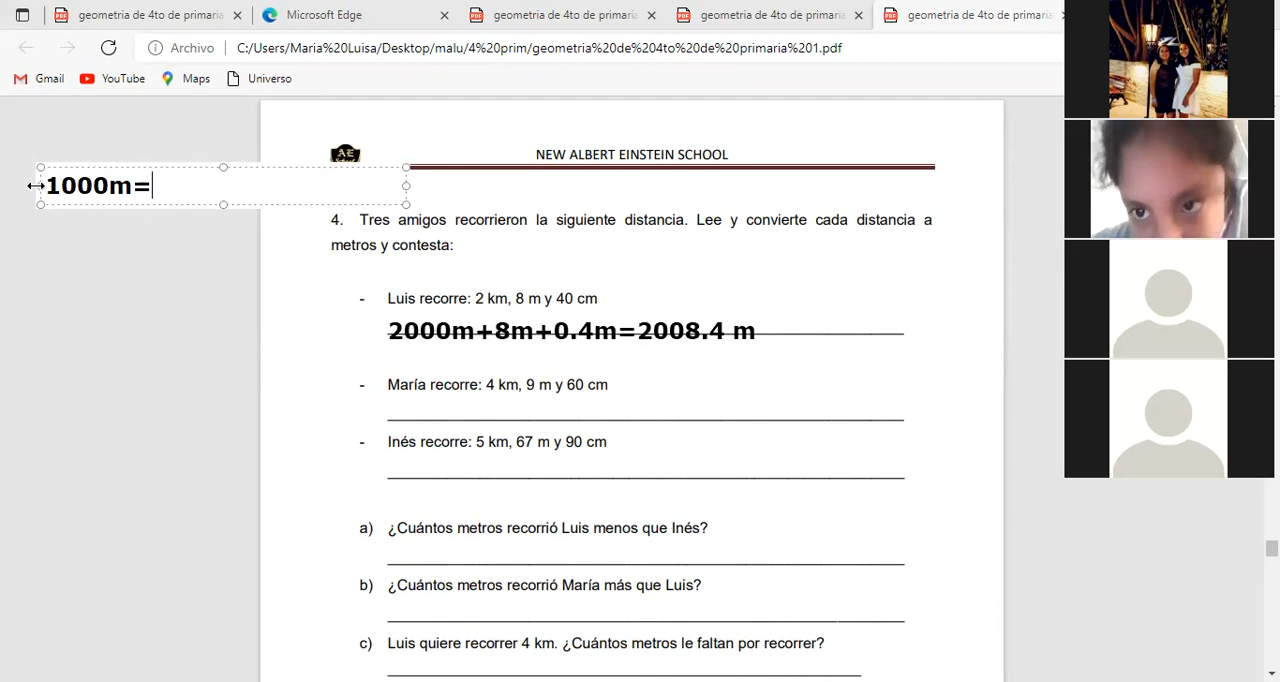 geometria de 4to de primaria
Microsoft Edge
geometria de 4to de primaria
geometria de 4to de primaria
geometria de 4to de primaria
Archivo
C:/Users/Maria%20Luisa/Desktop/malu/4%20prim/geometria%20de%204to%20de%20primaria%201.pdf
Gmail
YouTube
Maps
Universo
AE
School
NEW ALBERT EINSTEIN SCHOOL
1000m=
4. Tres amigos recorrieron la siguiente distancia. Lee y convierte cada distancia a
metros y contesta:
- Luis recorre: 2 km, 8 m y 40 cm
2000m+8m+0.4m=2008.4 m
- María recorre: 4 km, 9 m y 60 cm
- Inés recorre: 5 km, 67 m y 90 cm
a) ¿Cuántos metros recorrió Luis menos que Inés?
b) ¿Cuántos metros recorrió María más que Luis?
c) Luis quiere recorrer 4 km. ¿Cuántos metros le faltan por recorrer?